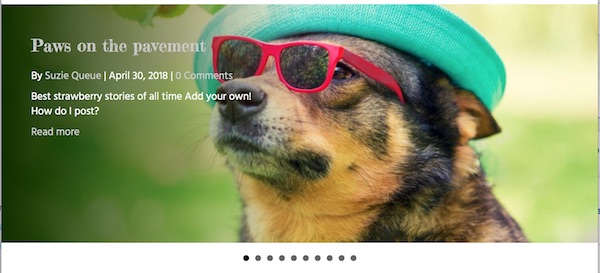 Paws on the pavement
By Suzie Queue | April 30, 2018 | 0 Comments
Best strawberry stories of all time Add your own!
How do I post?
Read more